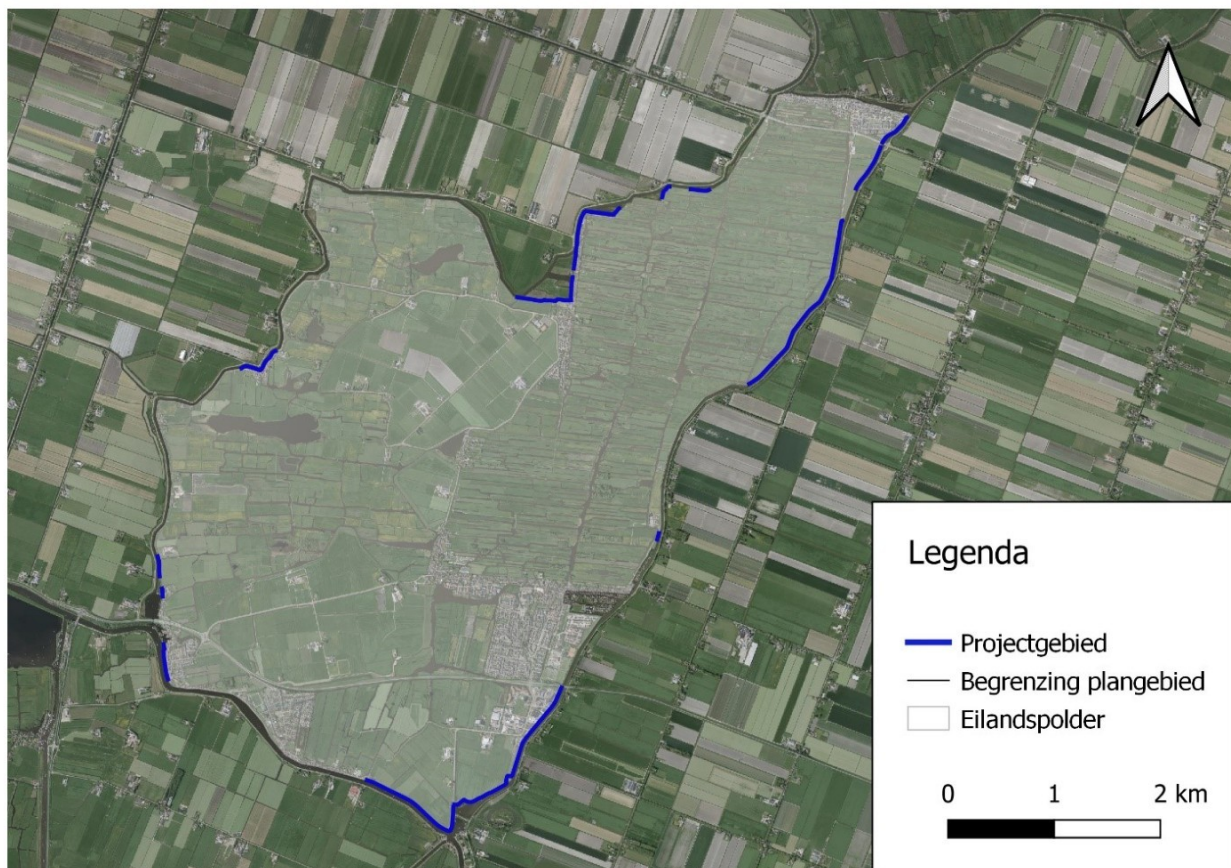 Legenda
Projectgebied
Begrenzing plangebied
Eilandspolder
0 1 2 km